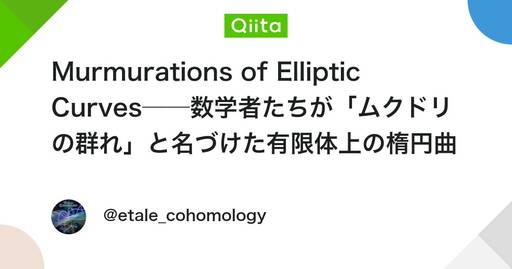 Qiita
Murmurations of Elliptic
Curves──数学者たちが「ムクドリ
の群れ」と名づけた有限体上の楕円曲
@etale_cohomology